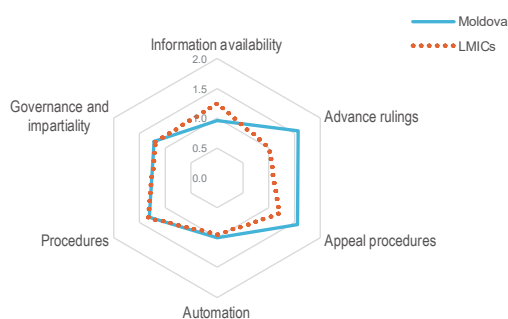 Moldova
LMICs
Information availability
2.0
1.5
1.0
0.5
0.0
Governance and
impartiality
Advance rulings
Procedures
Appeal procedures
Automation